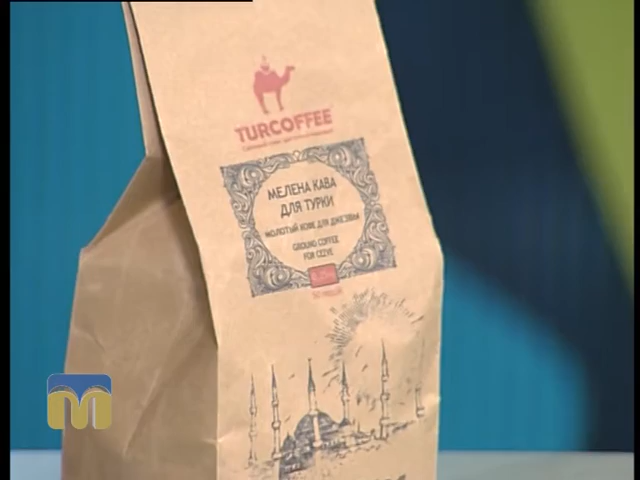 TURCOFFEE
МЕЛЕНА КАВА
ДЛЯ ТУРКИ
МОЛОТЫЙ КОФЕ ДЛЯ ДЖЕЗВЫ
GROUND COFFEE
FOR CEZVE